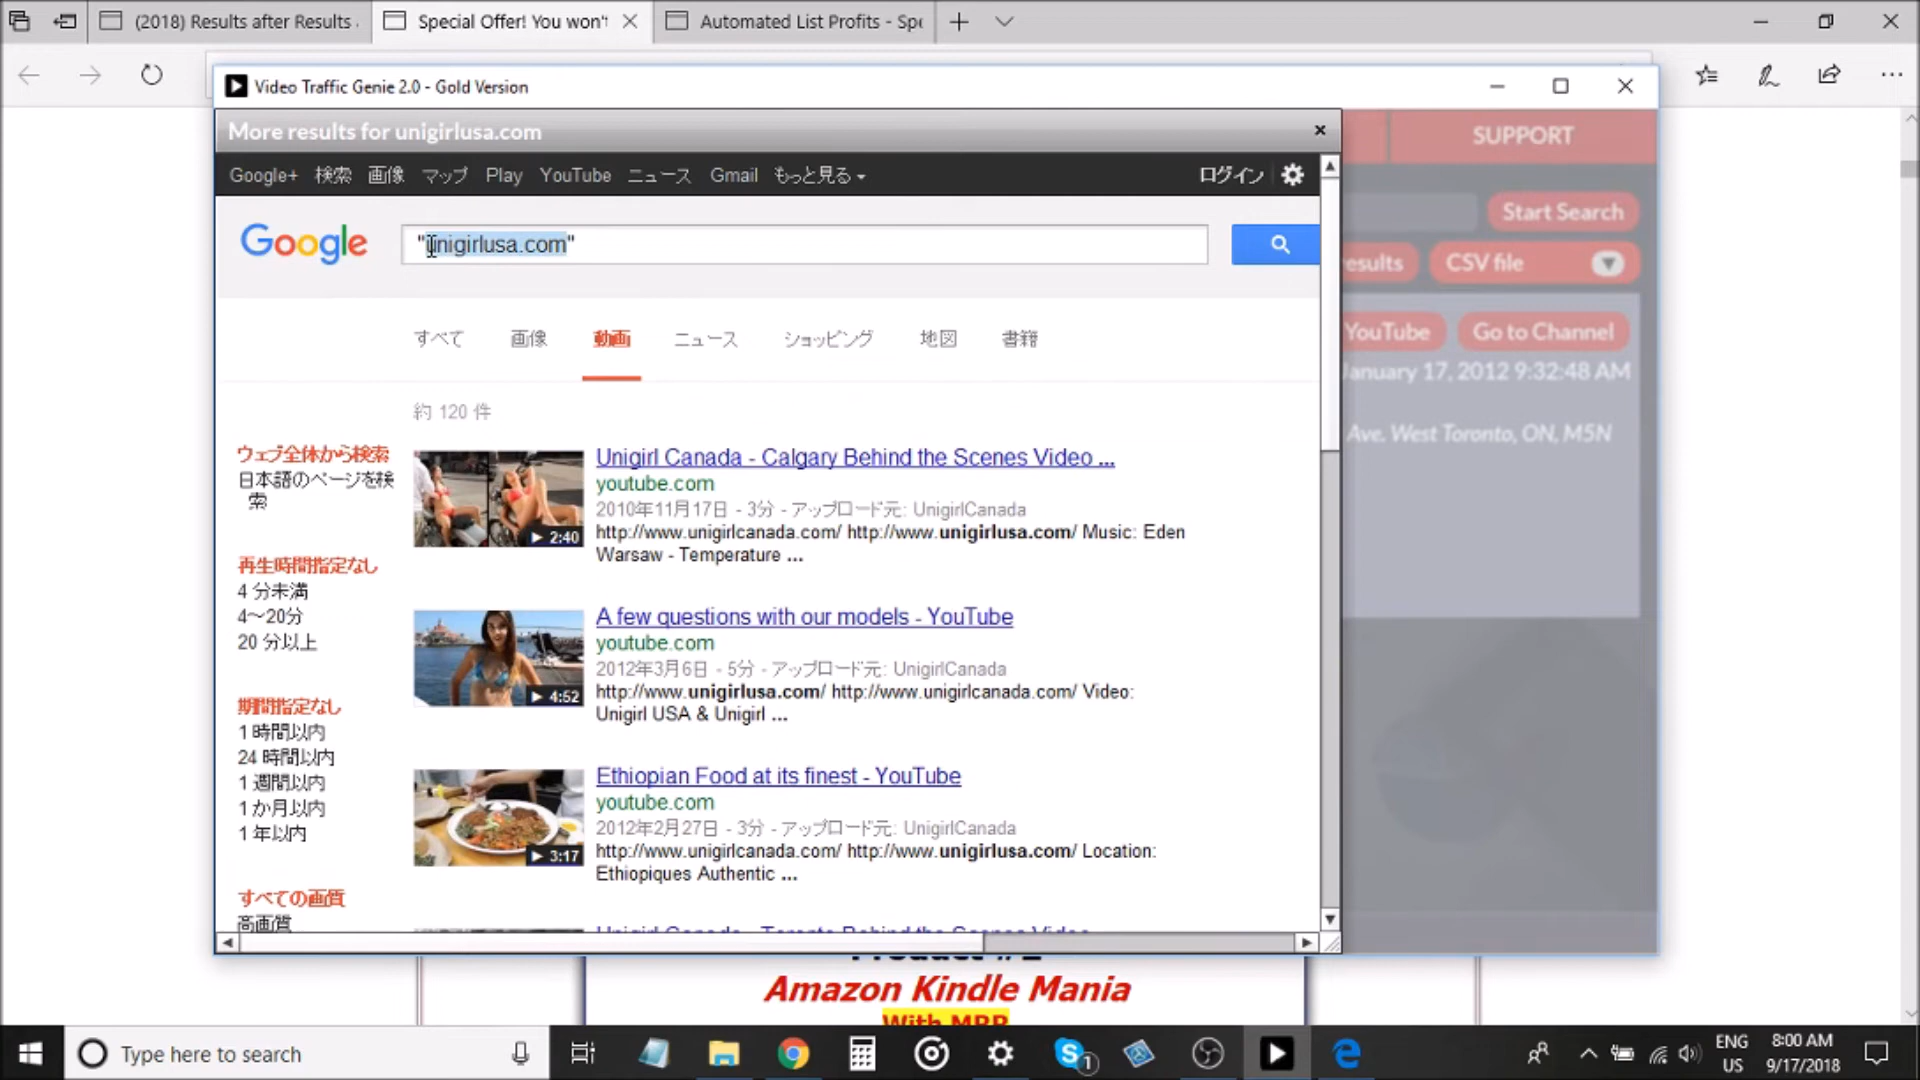 (2018) Results after Results
Special Offer! You won't
Automated List Profits - Spe
Video Traffic Genie 2.0 - Gold Version
More results for unigirlusa.com
SUPPORT
Google+ 検索 画像 マップ Play YouTube ニュース Gmail もっと見る
ログイン
Start Search
Google
"unigirlusa.com"
esults
CSV file
すべて 画像 動画 ニュース ショッピング 地図 書籍
YouTube
Go to Channel
January 17, 2012 9:32:48 AM
約 120 件
Ave. West Toronto, ON, M5N
ウェブ全体から検索
日本語のページを検
索
再生時間指定なし
4 分未満
4～20分
20 分以上
期間指定なし
1 時間以内
24 時間以内
1 週間以内
1 か月以内
1 年以内
すべての画質
高画質
Unigirl Canada - Calgary Behind the Scenes Video ...
youtube.com
2010年11月17日 - 3分 - アップロード元: UnigirlCanada
http://www.unigirlcanada.com/ http://www.unigirlusa.com/ Music: Eden
Warsaw - Temperature ...
2:40
A few questions with our models - YouTube
youtube.com
2012年3月6日 - 5分 - アップロード元: UnigirlCanada
http://www.unigirlusa.com/ http://www.unigirlcanada.com/ Video:
Unigirl USA & Unigirl ...
4:52
Ethiopian Food at its finest - YouTube
youtube.com
2012年2月27日 - 3分 - アップロード元: UnigirlCanada
http://www.unigirlcanada.com/ http://www.unigirlusa.com/ Location:
Ethiopiques Authentic ...
3:17
Unigirl Canada - Toronto Behind the Scenes Video
Product #2
Amazon Kindle Mania
With MRR
Type here to search
1
ENG
US
8:00 AM
9/17/2018